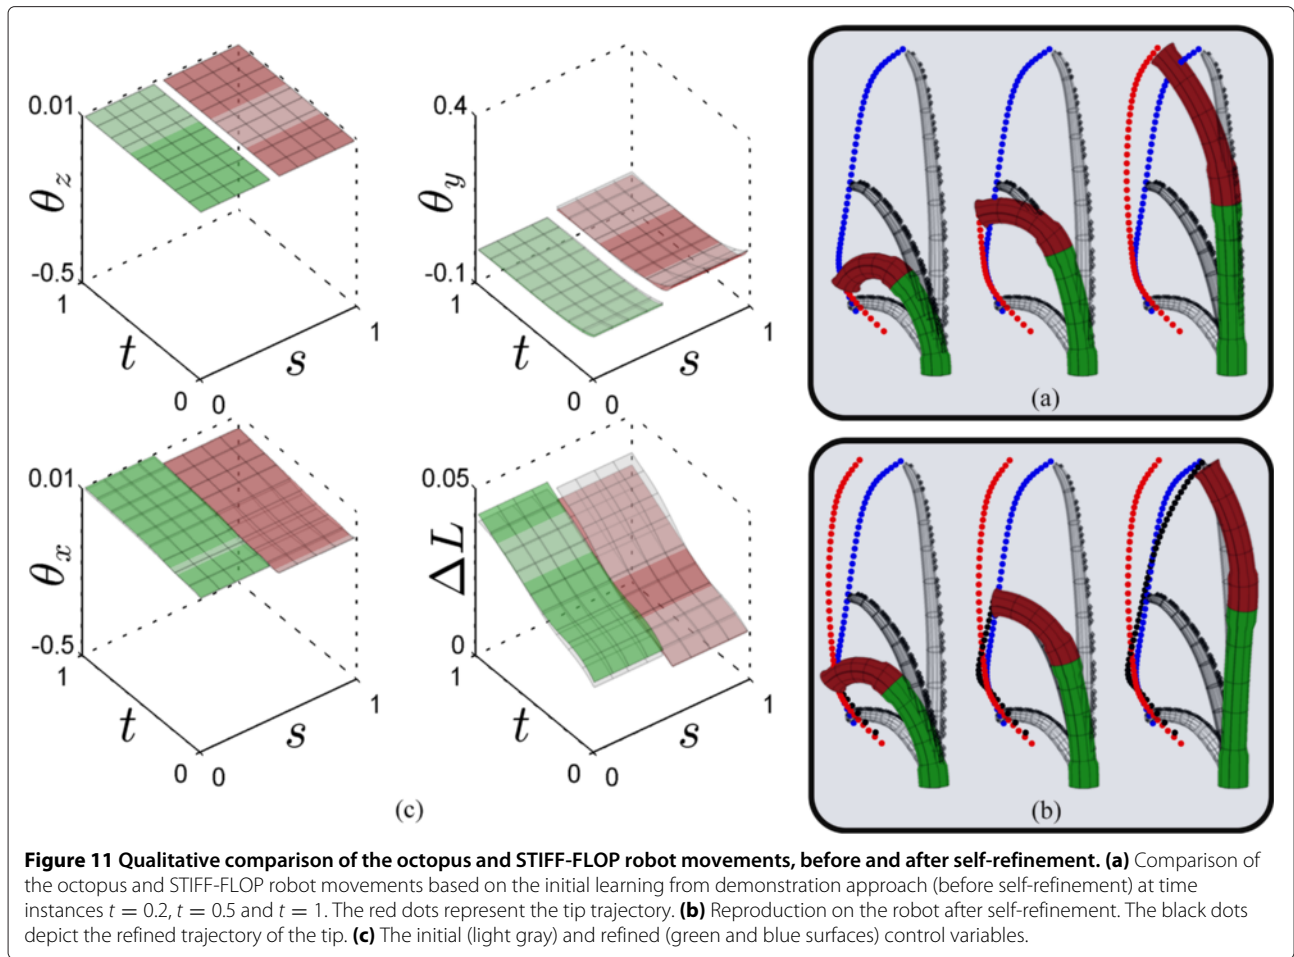 0.01
θz
-0.5
1
t
0
0
s
1
0.4
θy
-0.1
1
t
0
0
s
1
0.01
θx
-0.5
1
t
0
0
s
1
0.05
ΔL
0
1
t
0
0
s
1
(c)
(a)
(b)
Figure 11 Qualitative comparison of the octopus and STIFF-FLOP robot movements, before and after self-refinement. (a) Comparison of
the octopus and STIFF-FLOP robot movements based on the initial learning from demonstration approach (before self-refinement) at time
instances t = 0.2, t = 0.5 and t = 1. The red dots represent the tip trajectory. (b) Reproduction on the robot after self-refinement. The black dots
depict the refined trajectory of the tip. (c) The initial (light gray) and refined (green and blue surfaces) control variables.